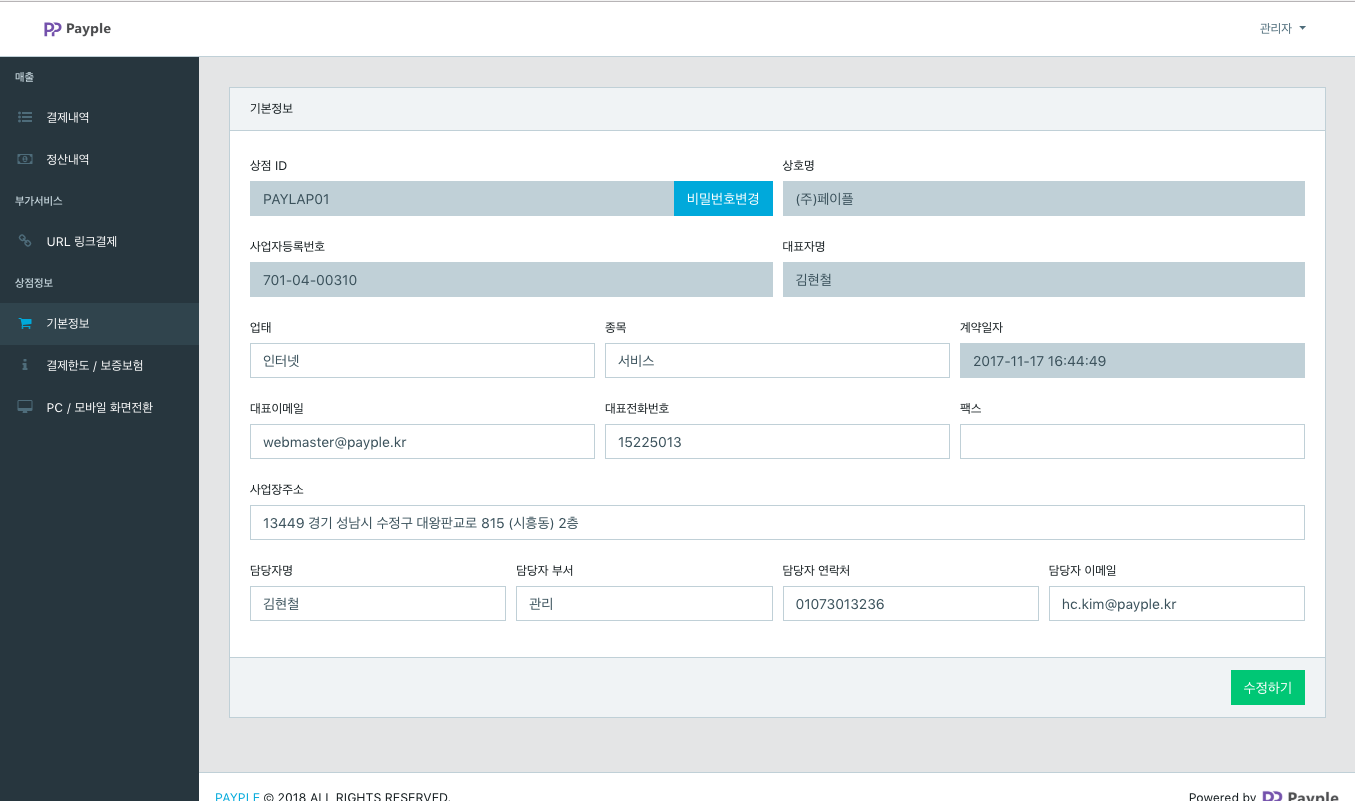 Payple
관리자
매출
결제내역
정산내역
부가서비스
URL 링크결제
상점정보
기본정보
결제한도 / 보증보험
PC / 모바일 화면전환
기본정보
상점 ID 상호명
PAYLAP01 비밀번호변경 (주)페이플
사업자등록번호 대표자명
701-04-00310 김현철
업태 종목 계약일자
인터넷 서비스 2017-11-17 16:44:49
대표이메일 대표전화번호 팩스
webmaster@payple.kr 15225013
사업장주소
13449 경기 성남시 수정구 대왕판교로 815 (시흥동) 2층
담당자명 담당자 부서 담당자 연락처 담당자 이메일
김현철 관리 01073013236 hc.kim@payple.kr
수정하기
PAYPLE © 2018 ALL RIGHTS RESERVED. Powered by Payple